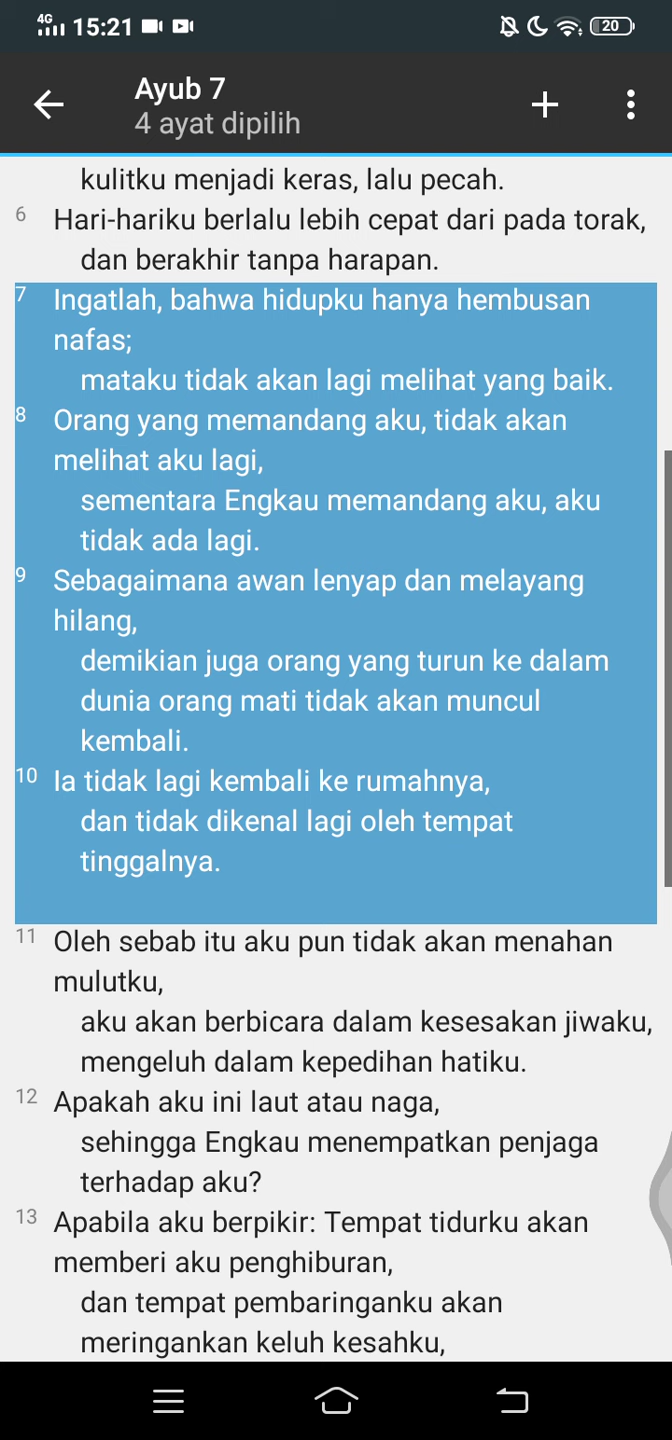 4G 15:21 20
Ayub 7
4 ayat dipilih
kulitku menjadi keras, lalu pecah.
6 Hari-hariku berlalu lebih cepat dari pada torak,
dan berakhir tanpa harapan.
7 Ingatlah, bahwa hidupku hanya hembusan
nafas;
mataku tidak akan lagi melihat yang baik.
8 Orang yang memandang aku, tidak akan
melihat aku lagi,
sementara Engkau memandang aku, aku
tidak ada lagi.
9 Sebagaimana awan lenyap dan melayang
hilang,
demikian juga orang yang turun ke dalam
dunia orang mati tidak akan muncul
kembali.
10 Ia tidak lagi kembali ke rumahnya,
dan tidak dikenal lagi oleh tempat
tinggalnya.
11 Oleh sebab itu aku pun tidak akan menahan
mulutku,
aku akan berbicara dalam kesesakan jiwaku,
mengeluh dalam kepedihan hatiku.
12 Apakah aku ini laut atau naga,
sehingga Engkau menempatkan penjaga
terhadap aku?
13 Apabila aku berpikir: Tempat tidurku akan
memberi aku penghiburan,
dan tempat pembaringanku akan
meringankan keluh kesahku,